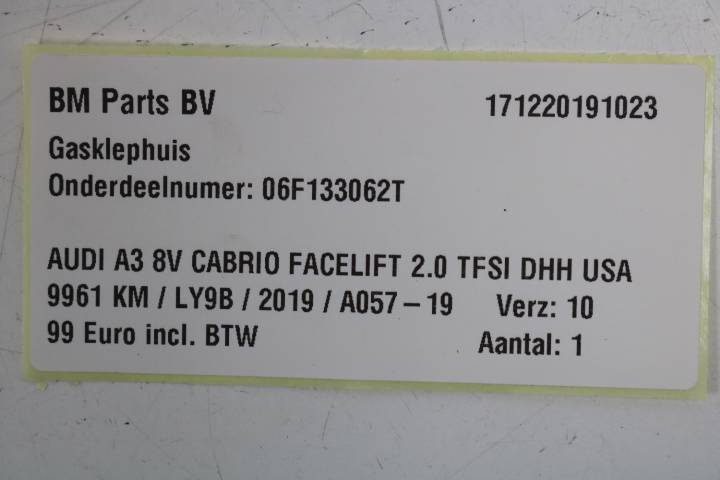 BM Parts BV 171220191023
Gasklephuis
Onderdeelnumer: 06F133062T
AUDI A3 8V CABRIO FACELIFT 2.0 TFSI DHH USA
9961 KM / LY9B / 2019 / A057-19 Verz: 10
99 Euro incl. BTW Aantal: 1